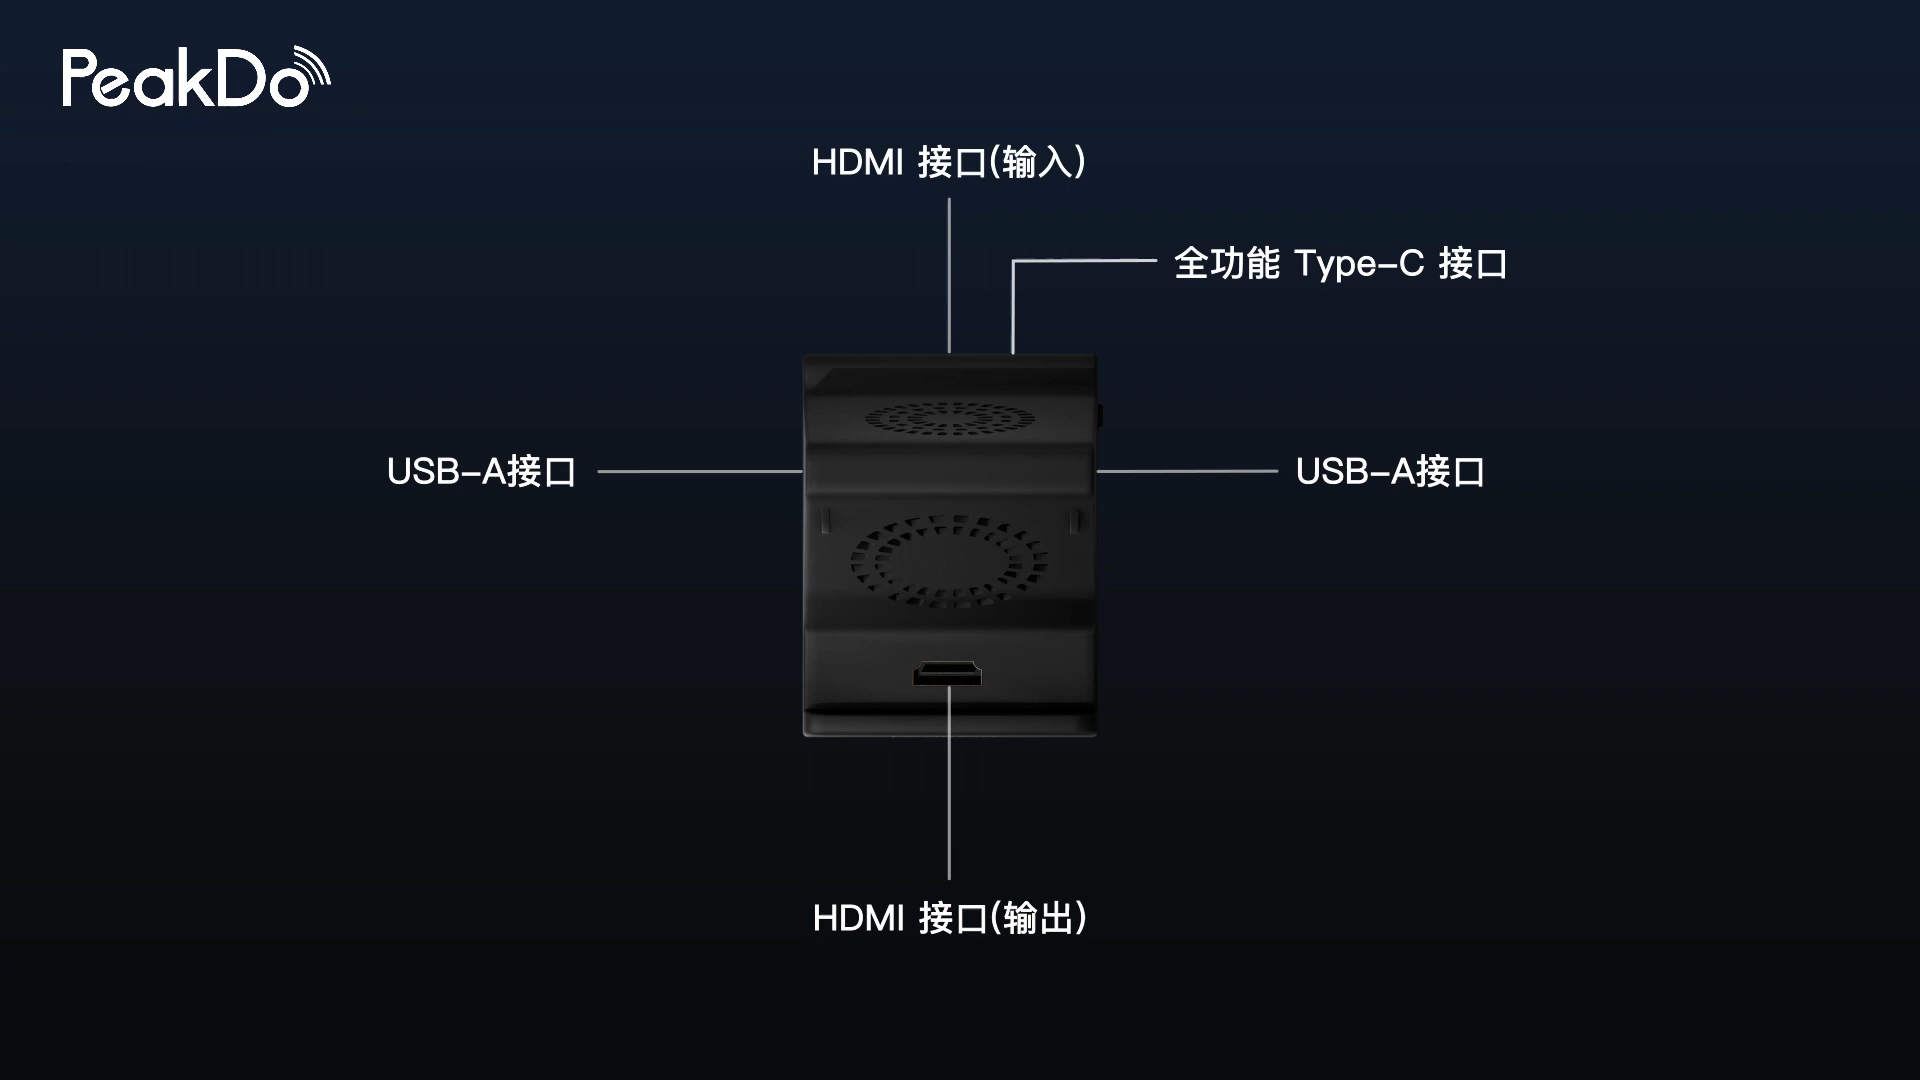 PeakDo
HDMI 接口(输入)
全功能 Type-C 接口
USB-A接口
USB-A接口
HDMI 接口(输出)